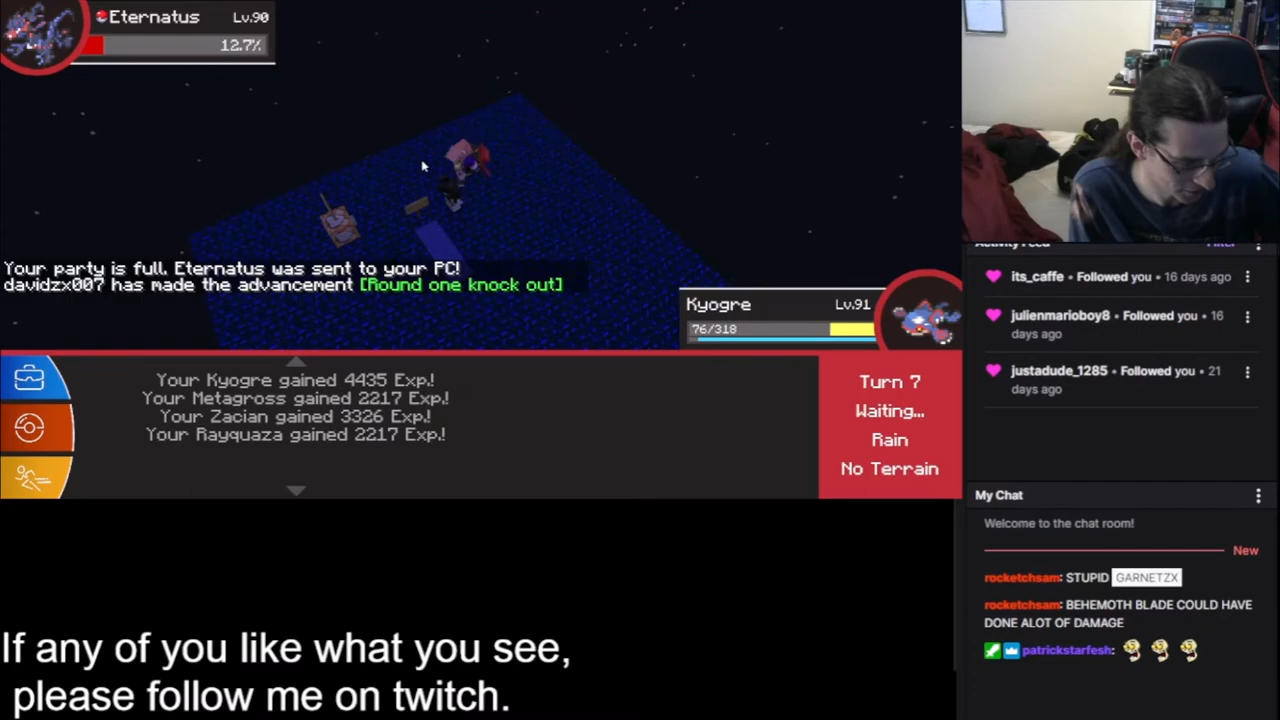 Eternatus Lv.90
12.7%
Your party is full. Eternatus was sent to your PC!
davidzx007 has made the advancement [Round one knock out]
Kyogre Lv.91
76/318
Your Kyogre gained 4435 Exp.!
Your Metagross gained 2217 Exp.!
Your Zacian gained 3326 Exp.!
Your Rayquaza gained 2217 Exp.!
Turn 7
Waiting...
Rain
No Terrain
If any of you like what you see,
please follow me on twitch.
Activity Feed Filter
its_caffe • Followed you • 16 days ago
julienmarioboy8 • Followed you • 16
days ago
justadude_1285 • Followed you • 21
days ago
My Chat
Welcome to the chat room!
New
rocketchsam: STUPID GARNETZX
rocketchsam: BEHEMOTH BLADE COULD HAVE
DONE ALOT OF DAMAGE
patrickstarfesh: